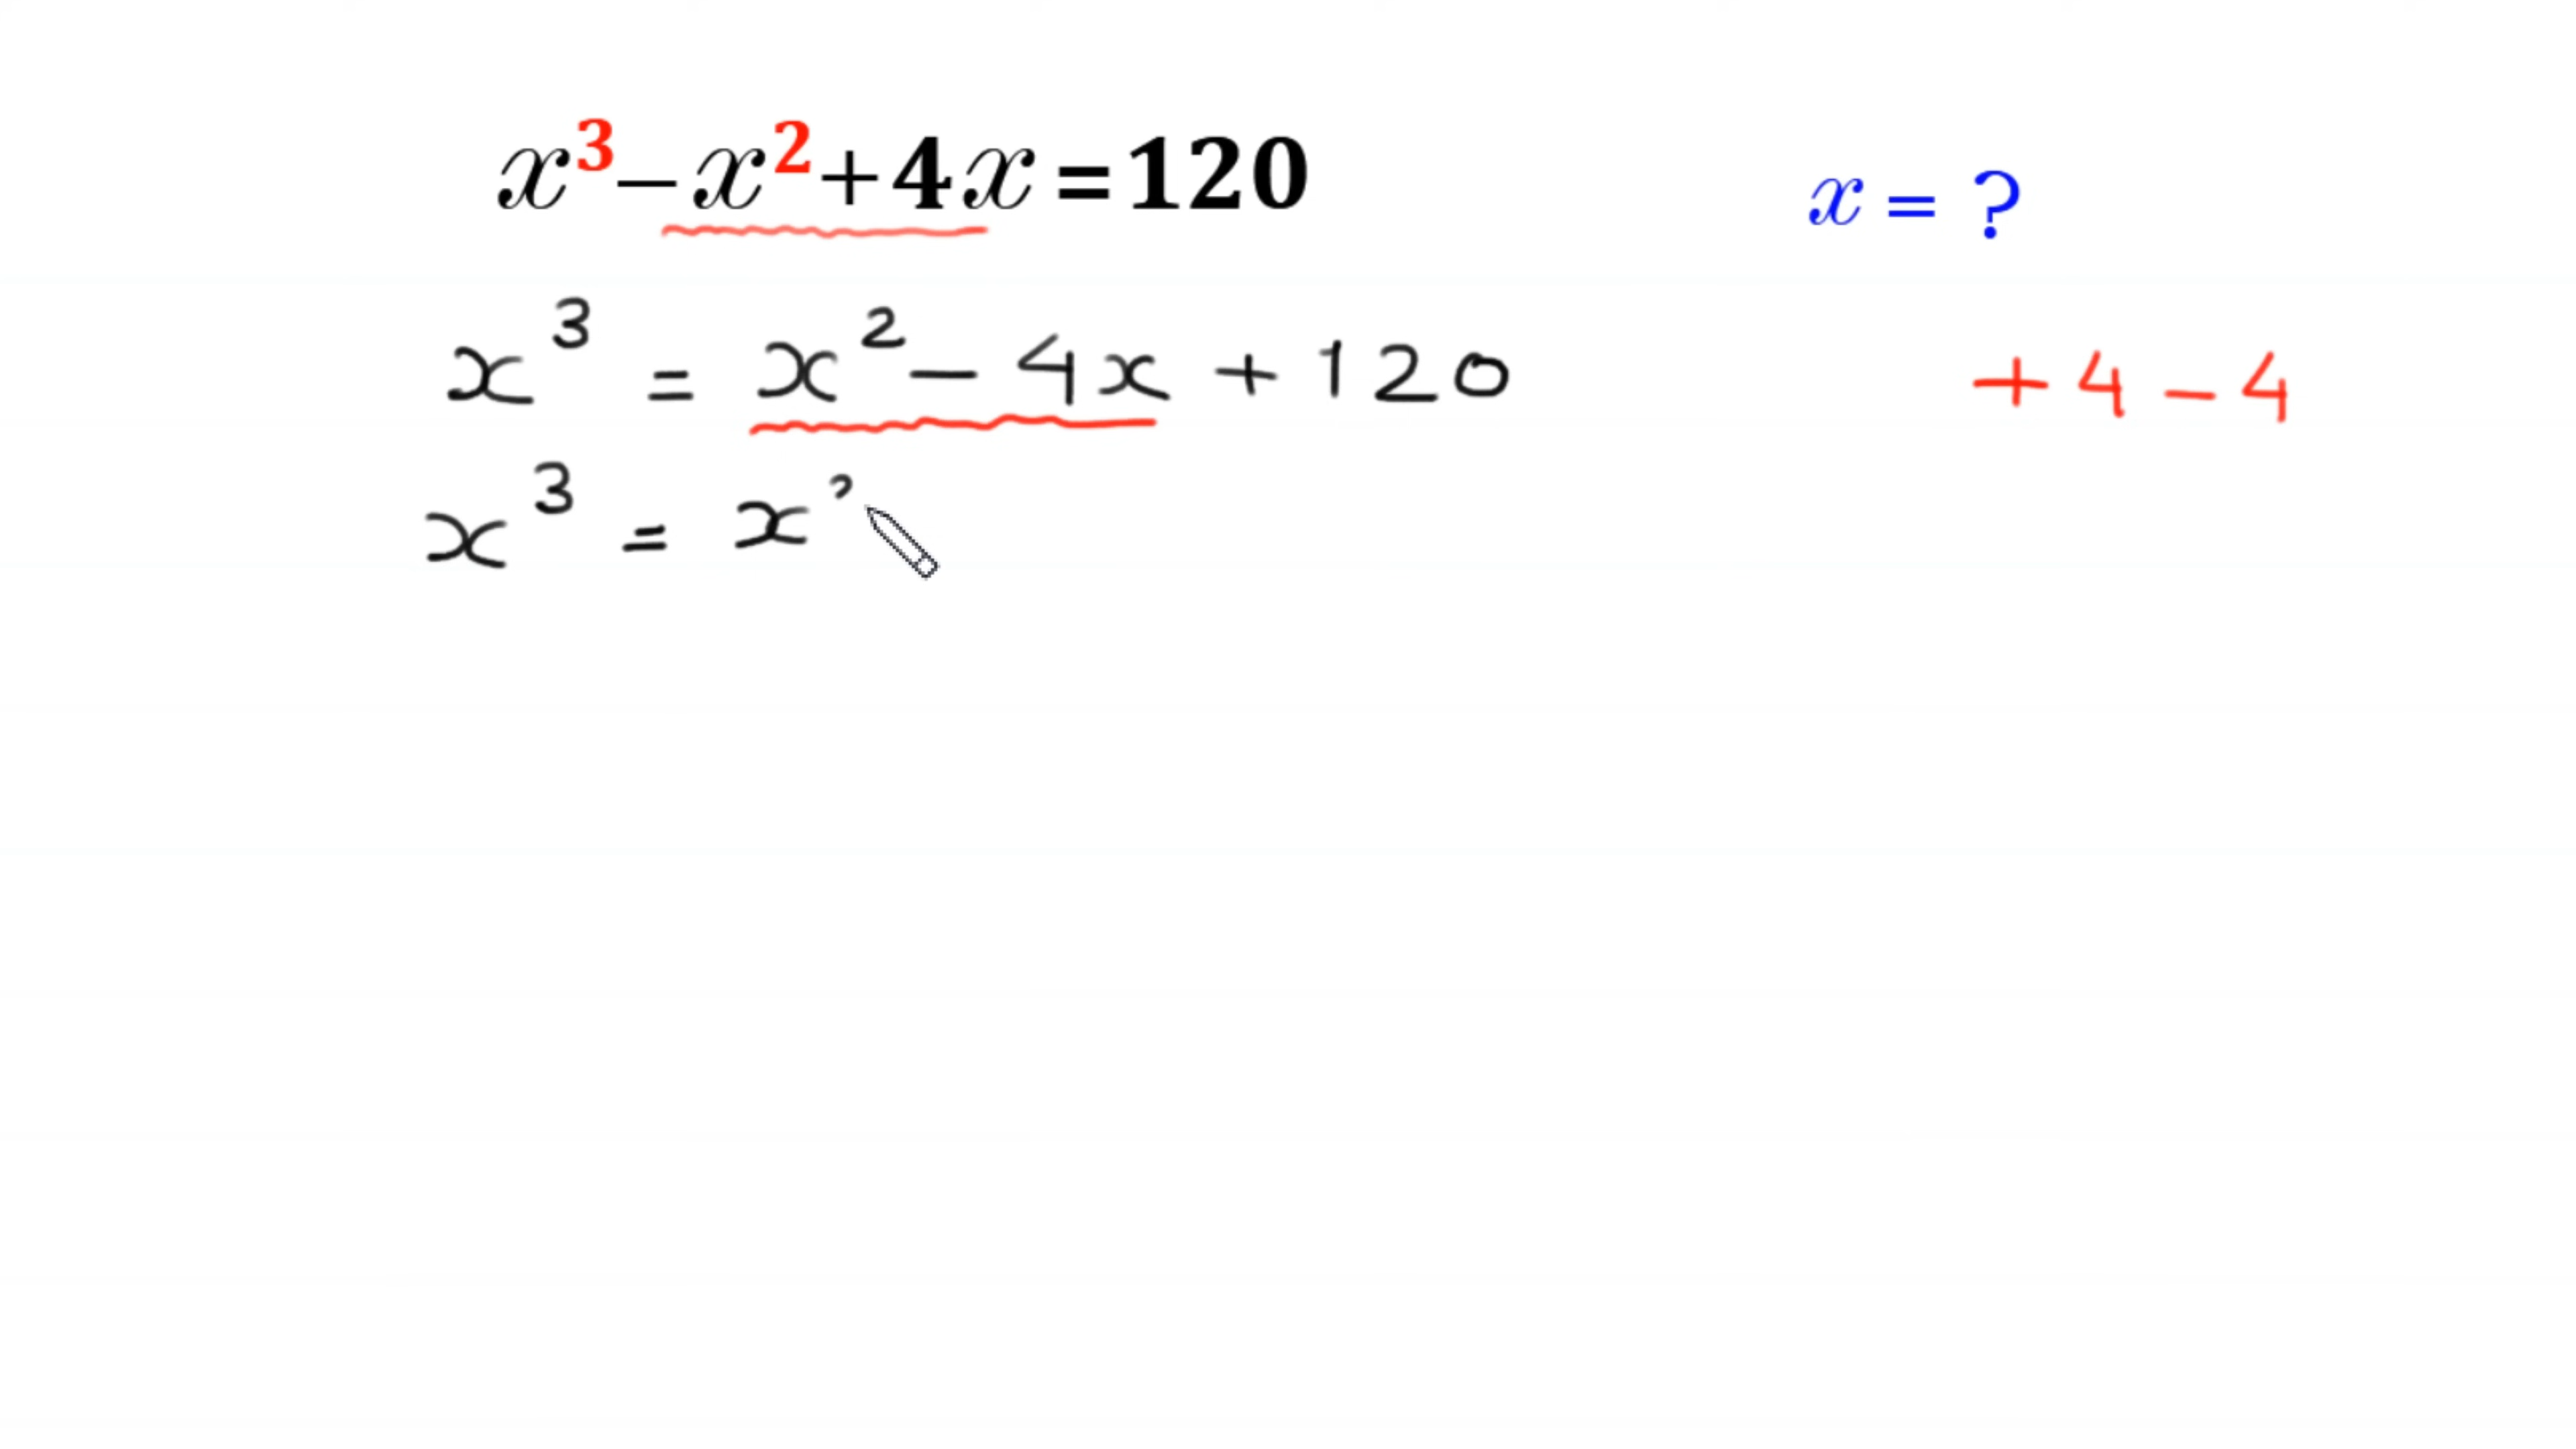 x³ – x² + 4x = 120
x = ?
x³ = x² – 4x + 120
+ 4 – 4
x³ = x²